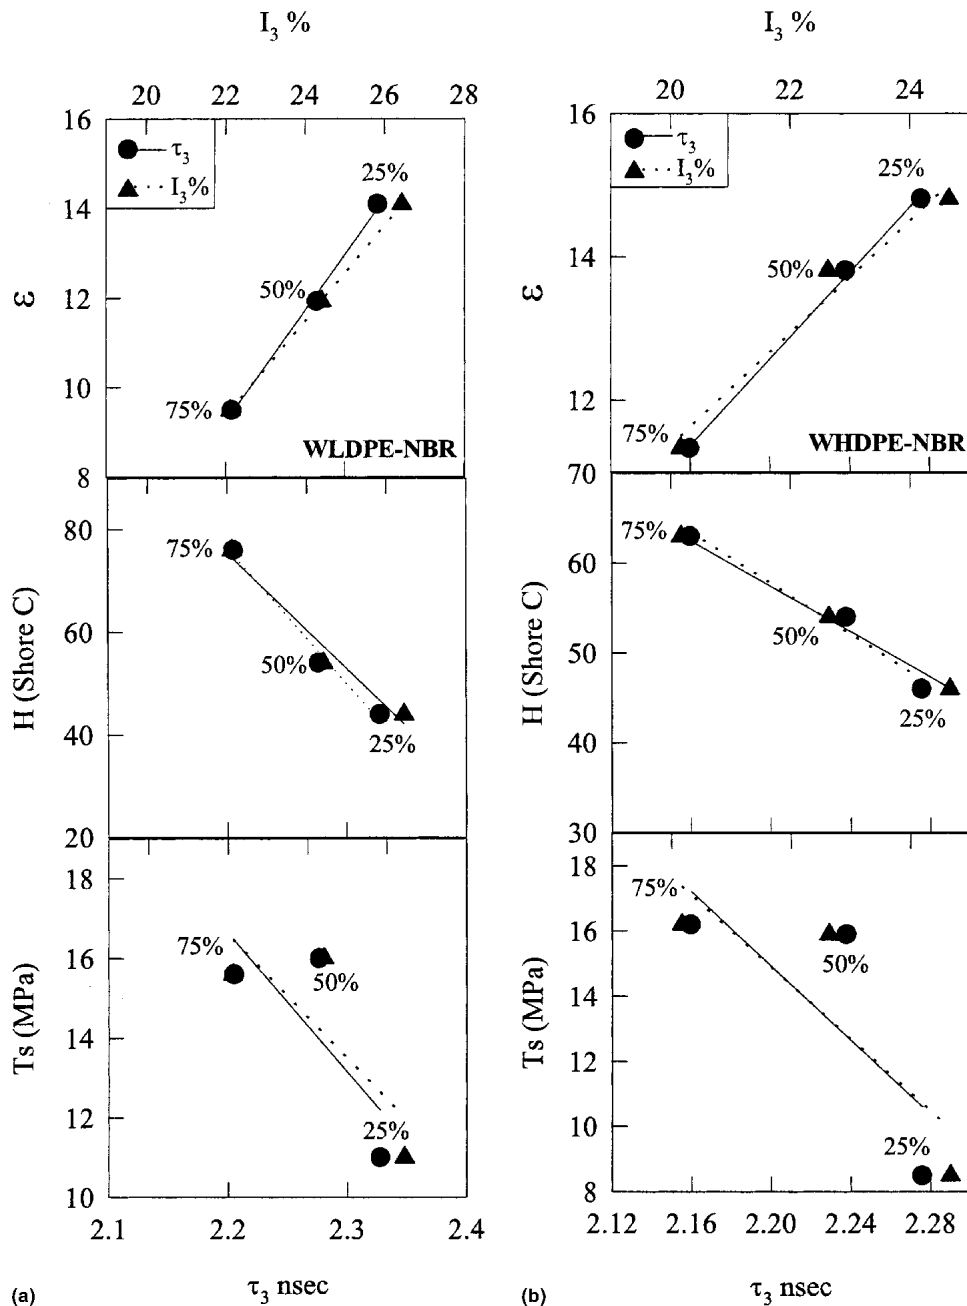 I₃ %
I₃ %
20 22 24 26 28
20 22 24
16
14
12
10
8
ε
τ₃
I₃%
25%
50%
75%
WLDPE-NBR
16
14
12
ε
τ₃
I₃%
25%
50%
75%
WHDPE-NBR
80
60
40
20
H (Shore C)
75%
50%
25%
70
60
50
40
30
H (Shore C)
75%
50%
25%
18
16
14
12
10
Ts (MPa)
75%
50%
25%
18
16
14
12
10
8
Ts (MPa)
75%
50%
25%
2.1 2.2 2.3 2.4
2.12 2.16 2.20 2.24 2.28
(a) τ₃ nsec
(b) τ₃ nsec